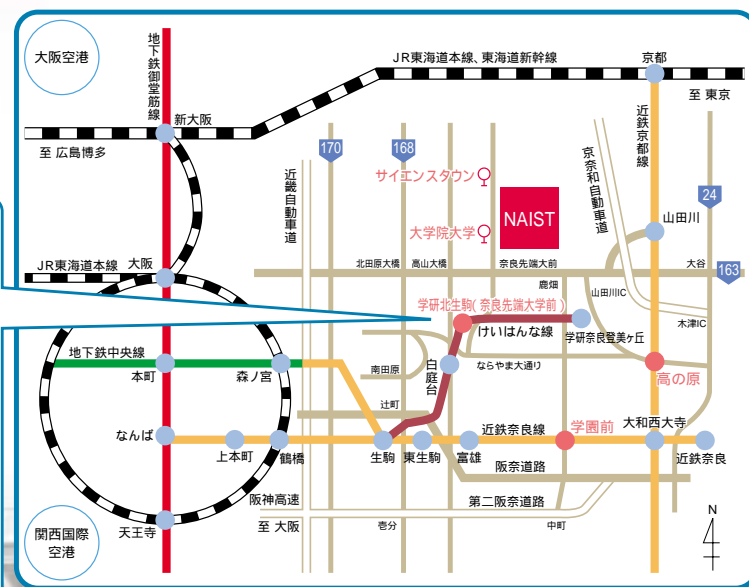 大阪空港
地下鉄御堂筋線
JR東海道本線、東海道新幹線
京都
至 東京
新大阪
至 広島博多
170
168
近畿自動車道
サイエンスタウン
大学院大学
NAIST
京奈和自動車道
近鉄京都線
24
山田川
JR東海道本線
大阪
北田原大橋
高山大橋
奈良先端大前
大谷
163
鹿畑
山田川IC
木津IC
学研北生駒(奈良先端大学前)
けいはんな線
学研奈良登美ヶ丘
地下鉄中央線
本町
森ノ宮
南田原
白庭台
ならやま大通り
高の原
辻町
なんば
上本町
鶴橋
生駒
東生駒
富雄
近鉄奈良線
学園前
大和西大寺
近鉄奈良
阪奈道路
阪神高速
至 大阪
第二阪奈道路
壱分
中町
天王寺
関西国際
空港
N
4